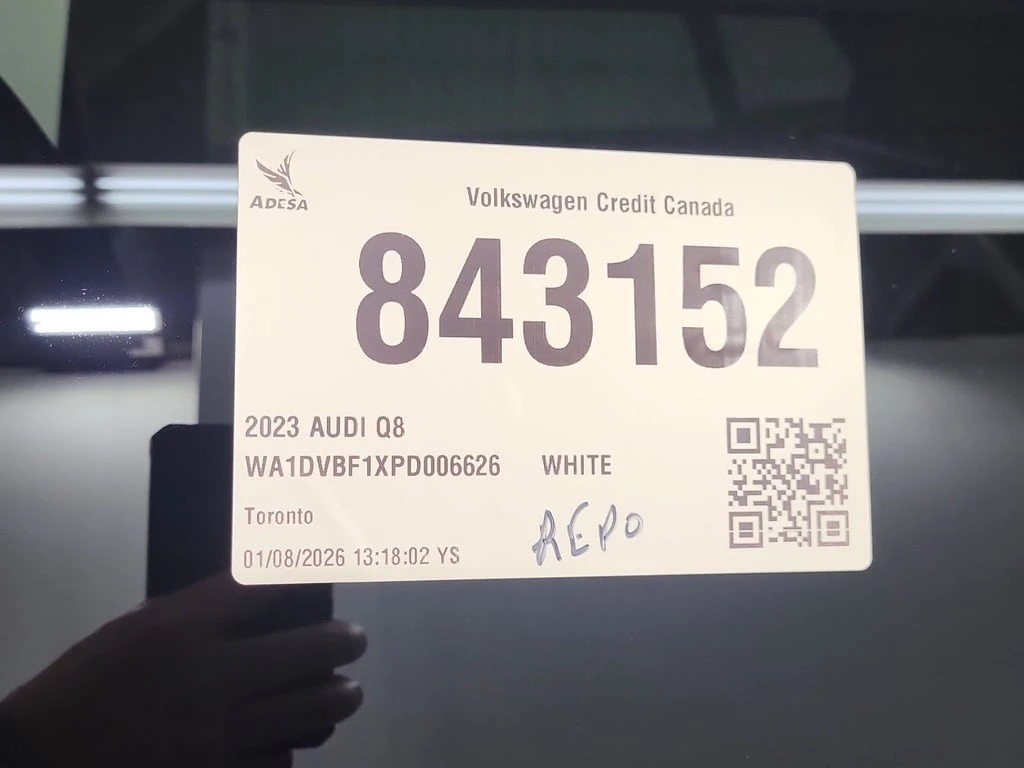 ADESA
Volkswagen Credit Canada
843152
2023 AUDI Q8
WA1DVBF1XPD006626 WHITE
Toronto
REPO
01/08/2026 13:18:02 YS